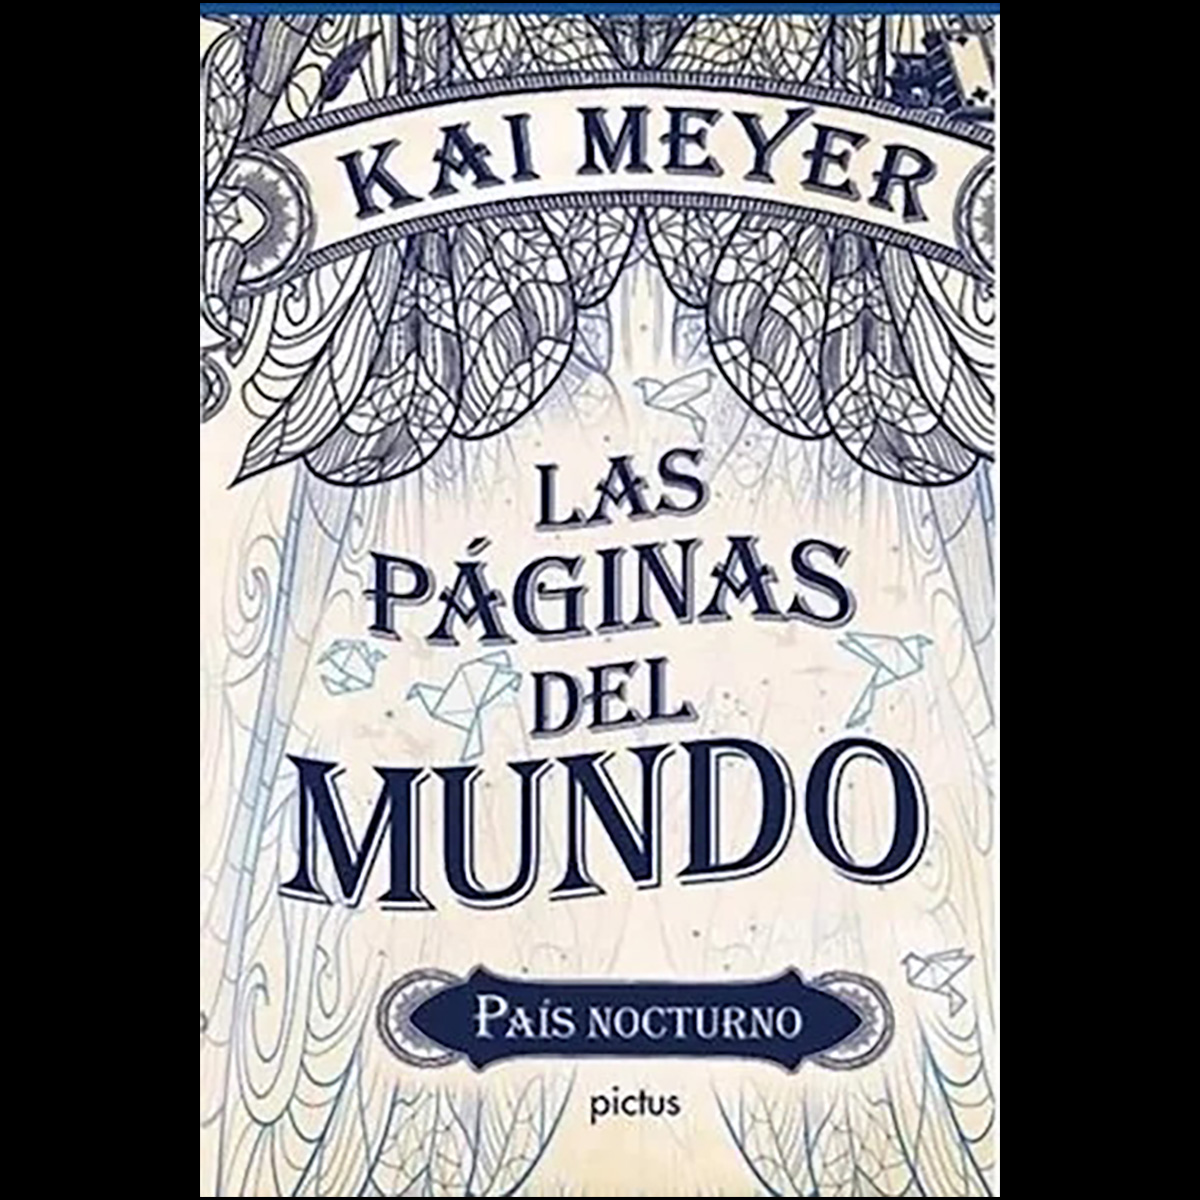 KAI MEYER
LAS
PÁGINAS
DEL
MUNDO
PAÍS NOCTURNO
pictus